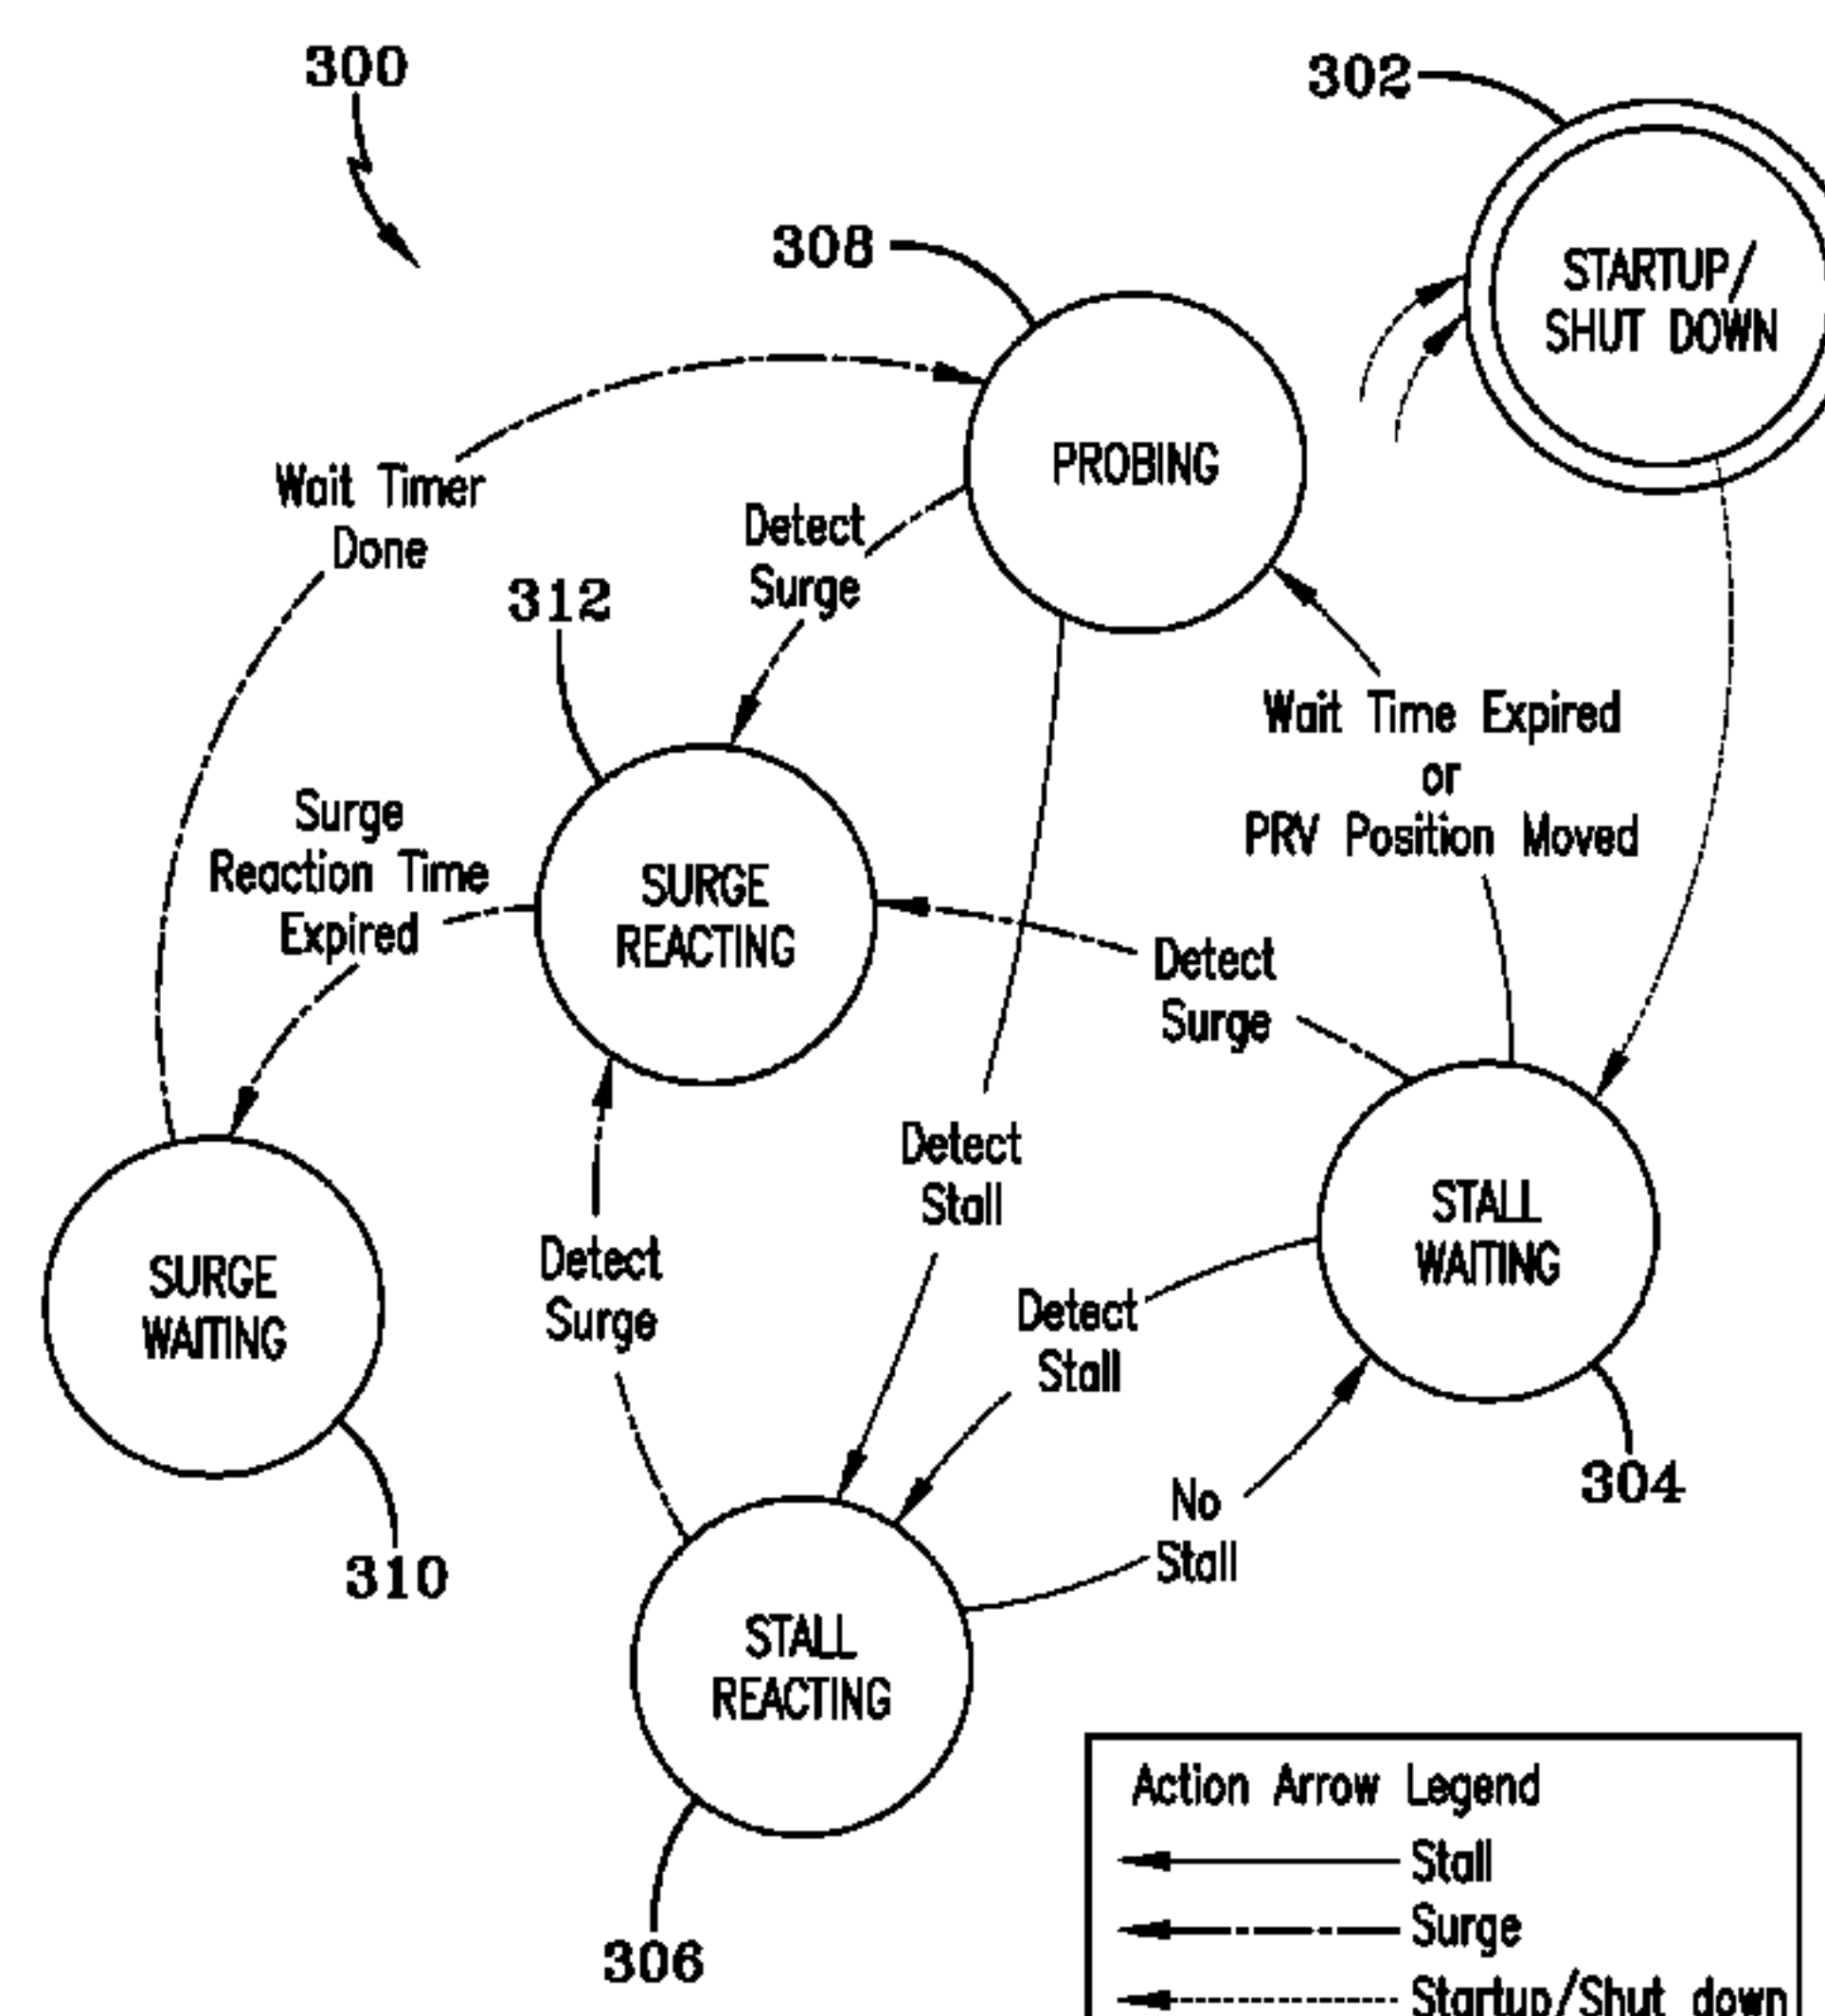 300
302
308
STARTUP/
SHUT DOWN
PROBING
Wait Timer
Done
Detect
Surge
312
Wait Time Expired
or
PRV Position Moved
Surge
Reaction Time
Expired
SURGE
REACTING
Detect
Surge
Detect
Stall
STALL
WAITING
SURGE
WAITING
Detect
Surge
Detect
Stall
No
Stall
304
310
STALL
REACTING
306
Action Arrow Legend
Stall
Surge
Startup/Shut down